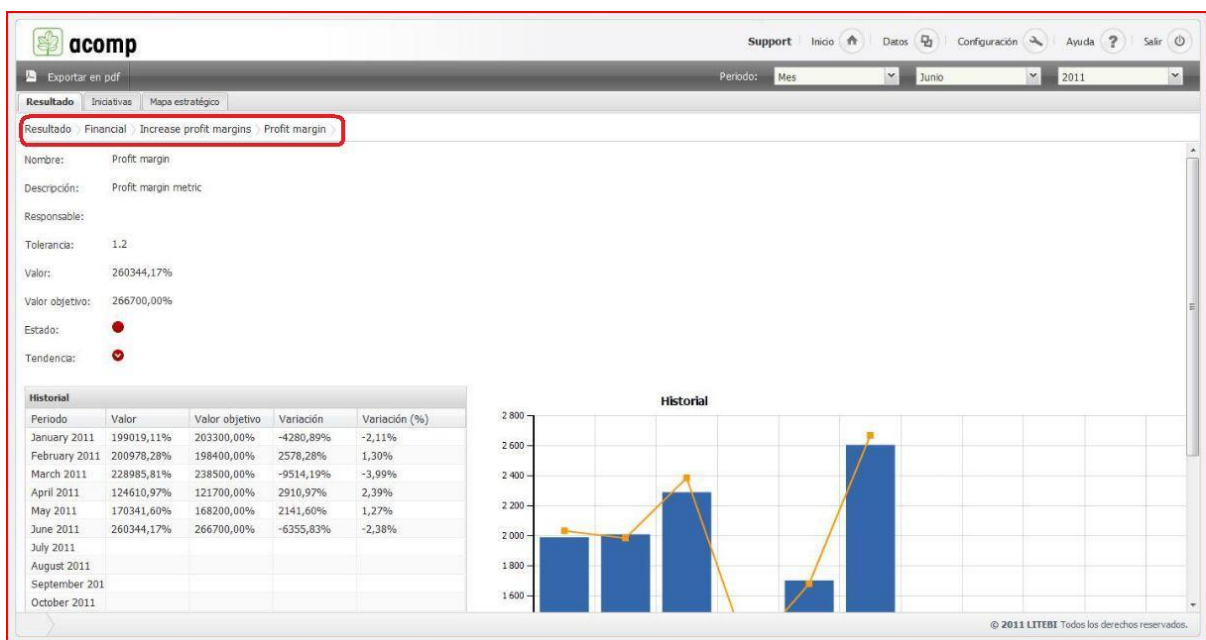 acomp
Support Inicio Datos Configuración Ayuda ? Salir
Exportar en pdf
Periodo: Mes Junio 2011
Resultado Iniciativas Mapa estratégico
Resultado Financial Increase profit margins Profit margin
Nombre: Profit margin
Descripción: Profit margin metric
Responsable:
Tolerancia: 1.2
Valor: 260344,17%
Valor objetivo: 266700,00%
Estado:
Tendencia:
Historial
Periodo Valor Valor objetivo Variación Variación (%)
January 2011 199019,11% 203300,00% -4280,89% -2,11%
February 2011 200978,28% 198400,00% 2578,28% 1,30%
March 2011 228985,81% 238500,00% -9514,19% -3,99%
April 2011 124610,97% 121700,00% 2910,97% 2,39%
May 2011 170341,60% 168200,00% 2141,60% 1,27%
June 2011 260344,17% 266700,00% -6355,83% -2,38%
July 2011
August 2011
September 201
October 2011
Historial
2 800
2 600
2 400
2 200
2 000
1 800
1 600
© 2011 LITEBI Todos los derechos reservados.